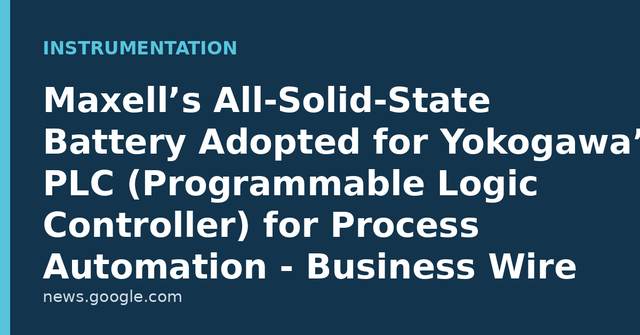 INSTRUMENTATION
Maxell’s All-Solid-State
Battery Adopted for Yokogawa’
PLC (Programmable Logic
Controller) for Process
Automation - Business Wire
news.google.com